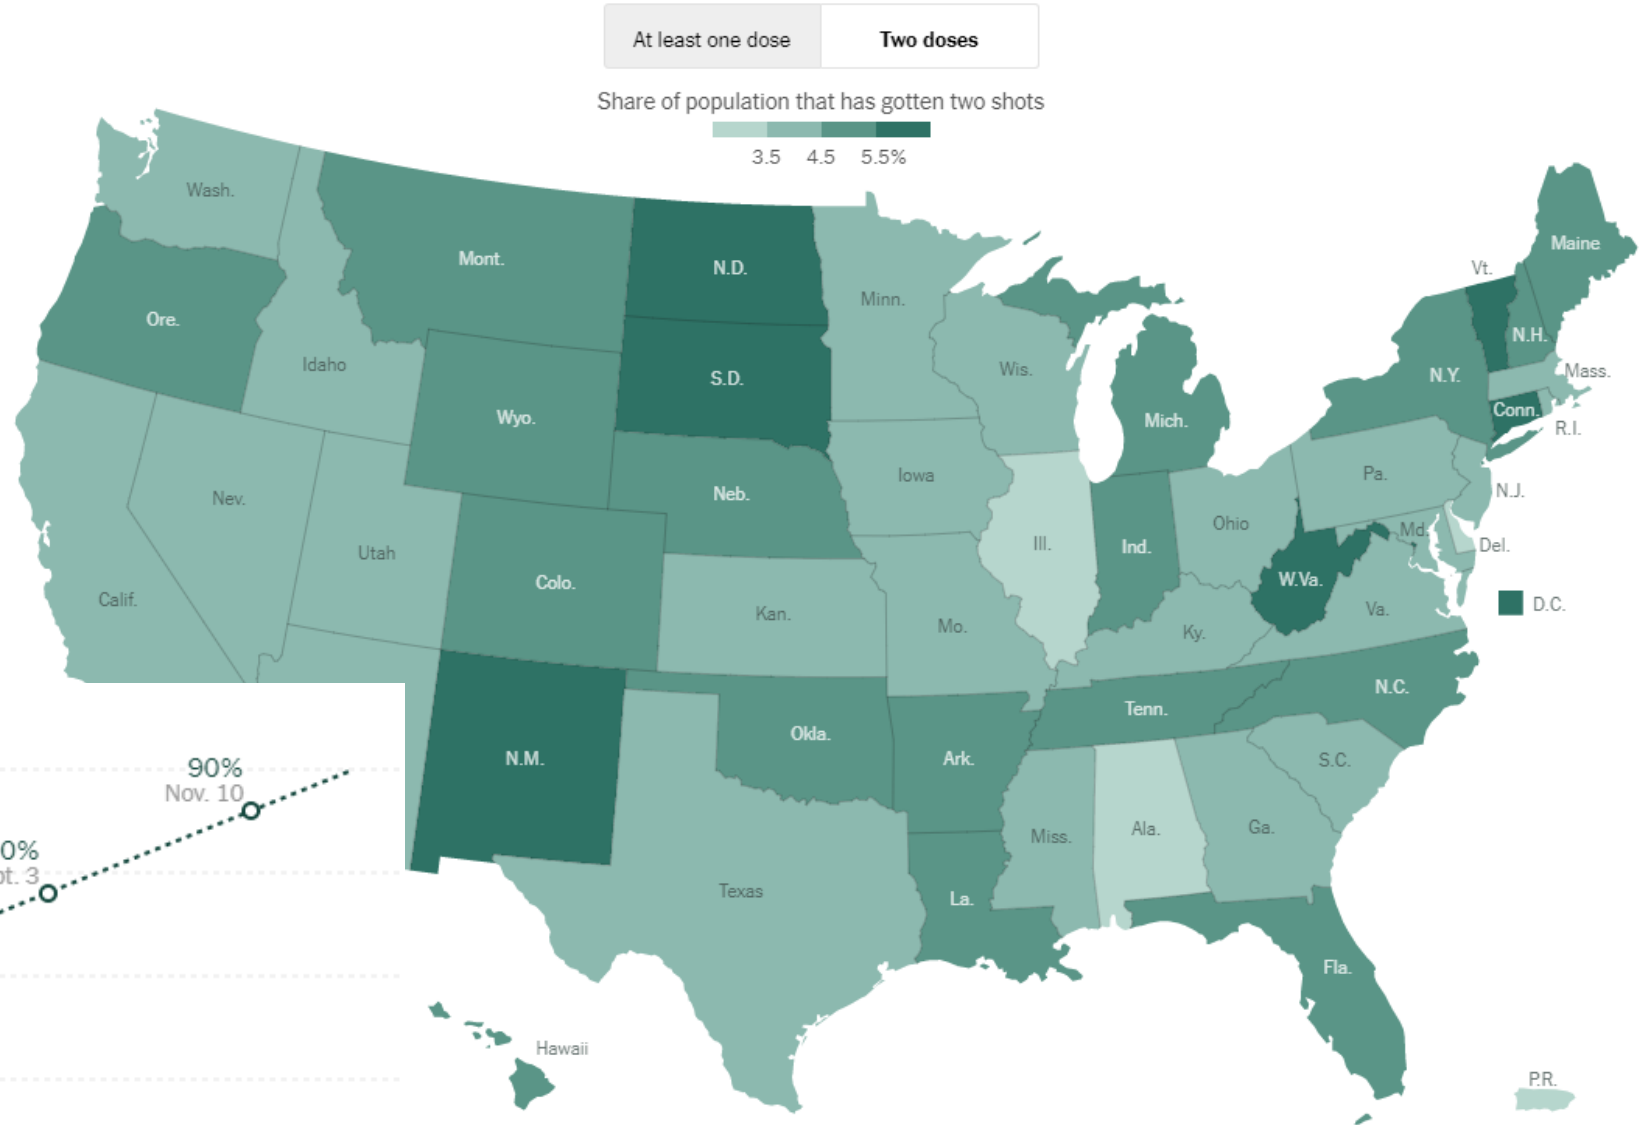 At least one dose
Two doses
Share of population that has gotten two shots
3.5 4.5 5.5%
Wash.
Mont.
N.D.
Minn.
Maine
Vt.
Ore.
Idaho
Wyo.
S.D.
Wis.
Mich.
N.Y.
N.H.
Mass.
Conn.
R.I.
Nev.
Utah
Neb.
Iowa
Ill.
Ind.
Ohio
Pa.
N.J.
Md.
Del.
Calif.
Colo.
Kan.
Mo.
Ky.
W.Va.
Va.
D.C.
N.M.
Okla.
Ark.
Tenn.
N.C.
S.C.
Texas
La.
Miss.
Ala.
Ga.
Fla.
Hawaii
P.R.
90%
Nov. 10
0%
t. 3